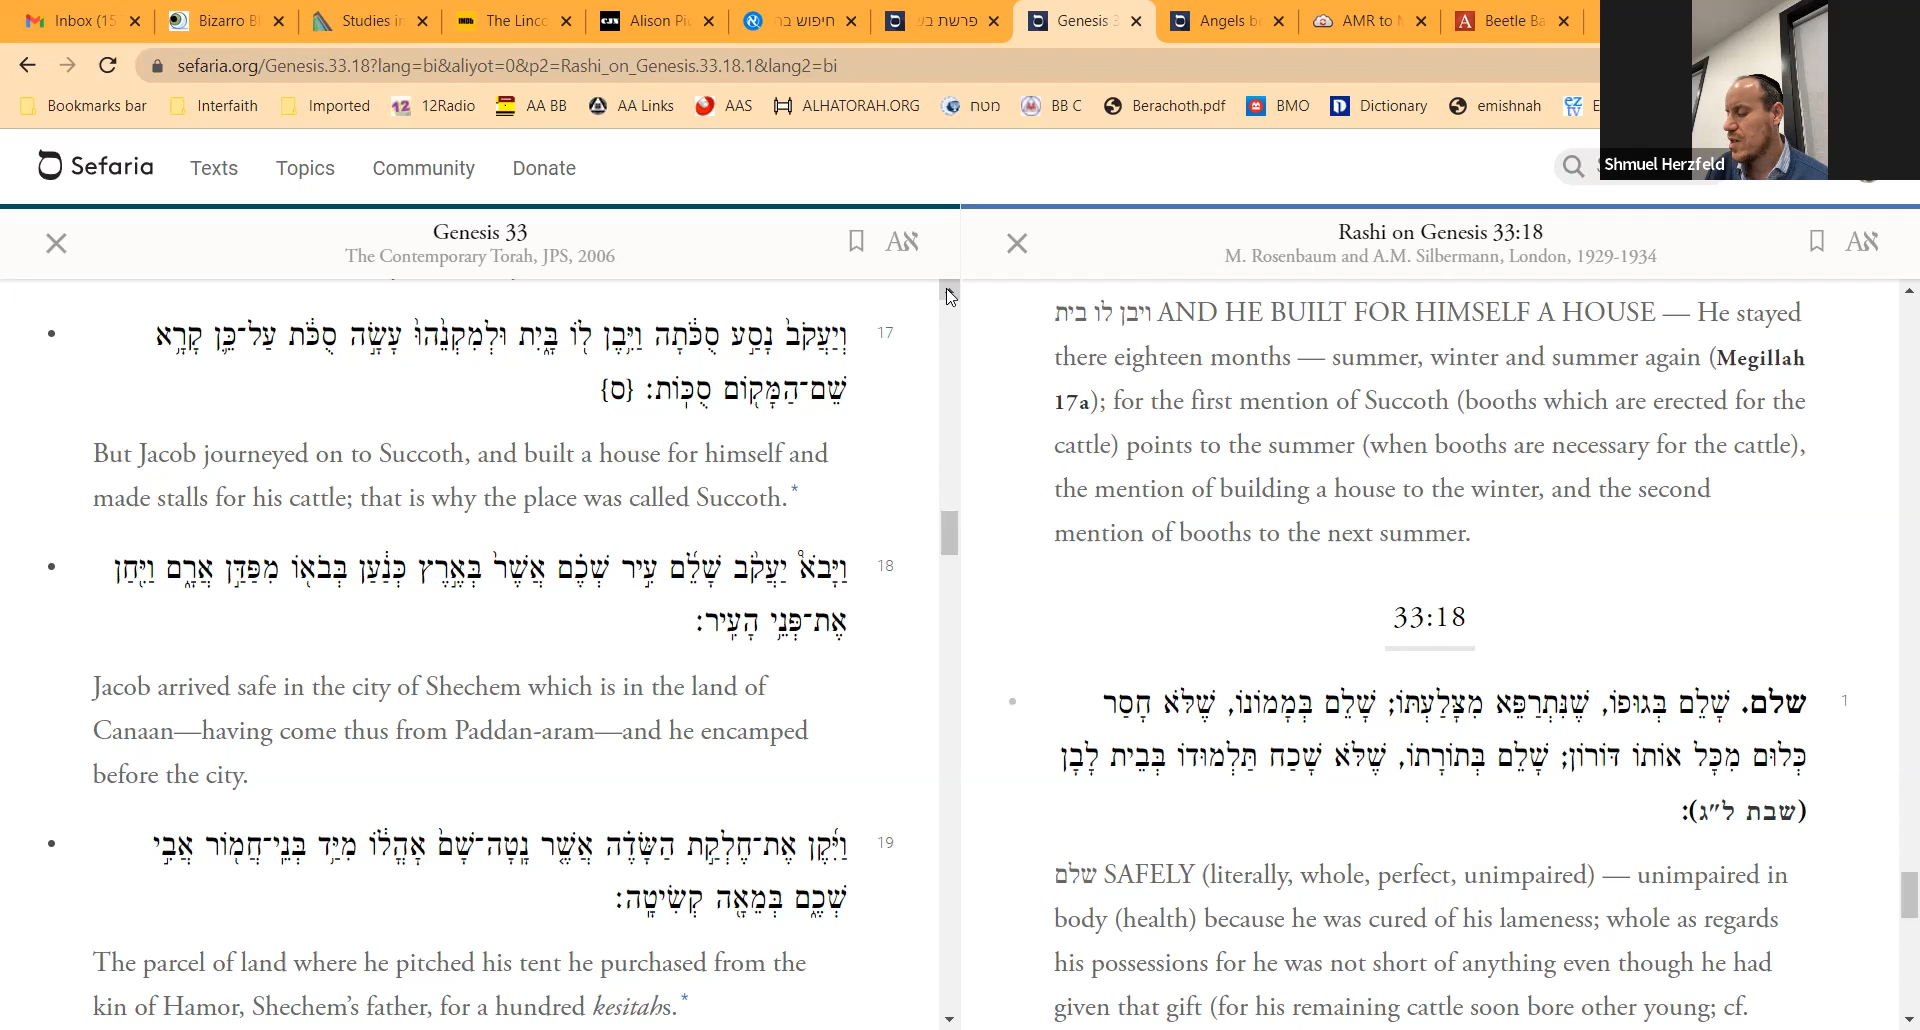 Inbox (15
Bizarro B
Studies in
The Linco
Alison Pi
חיפוש בת
פרשת בש
Genesis 3
Angels b
AMR to
Beetle Ba
sefaria.org/Genesis.33.18?lang=bi&aliyot=0&p2=Rashi_on_Genesis.33.18.1&lang2=bi
Bookmarks bar
Interfaith
Imported
12Radio
AA BB
AA Links
AAS
ALHATORAH.ORG
מטח
BB C
Berachoth.pdf
BMO
Dictionary
emishnah
Shmuel Herzfeld
Sefaria
Texts
Topics
Community
Donate
Genesis 33
The Contemporary Torah, JPS, 2006
17
וְיַעֲקֹב֙ נָסַ֣ע סֻכֹּ֔תָה וַיִּ֥בֶן ל֖וֹ בָּ֑יִת וּלְמִקְנֵ֙הוּ֙ עָשָׂ֣ה סֻכֹּ֔ת עַל־כֵּ֛ן קָרָ֥א
שֵׁם־הַמָּק֖וֹם סֻכּֽוֹת׃ {ס}
But Jacob journeyed on to Succoth, and built a house for himself and
made stalls for his cattle; that is why the place was called Succoth.*
18
וַיָּבֹא֩ יַעֲקֹ֨ב שָׁלֵ֜ם עִ֣יר שְׁכֶ֗ם אֲשֶׁר֙ בְּאֶ֣רֶץ כְּנַ֔עַן בְּבֹא֖וֹ מִפַּדַּ֣ן אֲרָ֑ם וַיִּ֖חַן
אֶת־פְּנֵ֥י הָעִֽיר׃
Jacob arrived safe in the city of Shechem which is in the land of
Canaan—having come thus from Paddan-aram—and he encamped
before the city.
19
וַיִּ֜קֶן אֶת־חֶלְקַ֣ת הַשָּׂדֶ֗ה אֲשֶׁ֤ר נָֽטָה־שָׁם֙ אׇהֳל֔וֹ מִיַּ֥ד בְּנֵֽי־חֲמ֖וֹר אֲבִ֣י
שְׁכֶ֑ם בְּמֵאָ֖ה קְשִׂיטָֽה׃
The parcel of land where he pitched his tent he purchased from the
kin of Hamor, Shechem’s father, for a hundred kesitahs.*
Rashi on Genesis 33:18
M. Rosenbaum and A.M. Silbermann, London, 1929-1934
ויבן לו בית AND HE BUILT FOR HIMSELF A HOUSE — He stayed
there eighteen months — summer, winter and summer again (Megillah
17a); for the first mention of Succoth (booths which are erected for the
cattle) points to the summer (when booths are necessary for the cattle),
the mention of building a house to the winter, and the second
mention of booths to the next summer.
33:18
1
שלם. שָׁלֵם בְּגוּפוֹ, שֶׁנִּתְרַפֵּא מִצָּלַעְתּוֹ; שָׁלֵם בְּמָמוֹנוֹ, שֶׁלֹּא חָסַר
כְּלוּם מִכָּל אוֹתוֹ דּוֹרוֹן; שָׁלֵם בְּתוֹרָתוֹ, שֶׁלֹּא שָׁכַח תַּלְמוּדוֹ בְּבֵית לָבָן
(שבת ל״ג):
שלם SAFELY (literally, whole, perfect, unimpaired) — unimpaired in
body (health) because he was cured of his lameness; whole as regards
his possessions for he was not short of anything even though he had
given that gift (for his remaining cattle soon bore other young; cf.